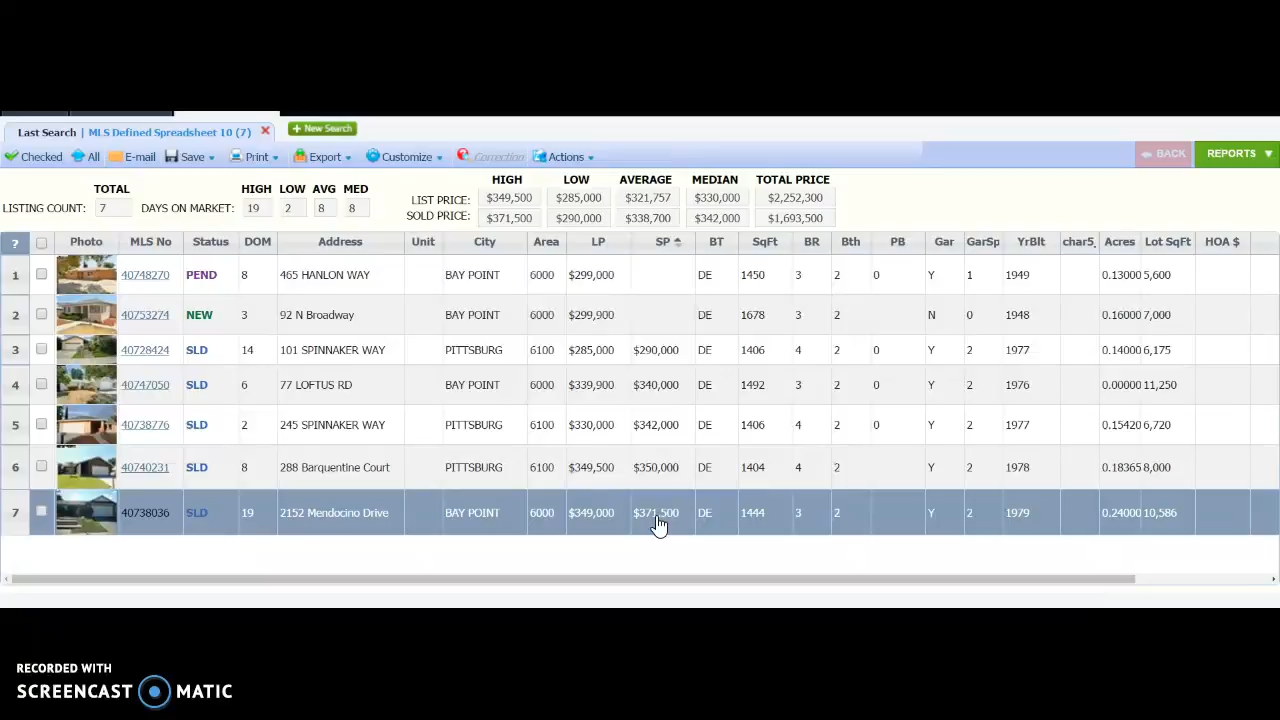 Last Search | MLS Defined Spreadsheet 10 (7) New Search
Checked All E-mail Save Print Export Customize Correction Actions BACK REPORTS
HIGH LOW AVERAGE MEDIAN TOTAL PRICE
TOTAL HIGH LOW AVG MED
LISTING COUNT: 7 DAYS ON MARKET: 19 2 8 8
LIST PRICE: $349,500 $285,000 $321,757 $330,000 $2,252,300
SOLD PRICE: $371,500 $290,000 $338,700 $342,000 $1,693,500
? Photo MLS No Status DOM Address Unit City Area LP SP BT SqFt BR Bth PB Gar GarSp YrBlt char5_ Acres Lot SqFt HOA $
1 40748270 PEND 8 465 HANLON WAY BAY POINT 6000 $299,000 DE 1450 3 2 0 Y 1 1949 0.13000 5,600
2 40753274 NEW 3 92 N Broadway BAY POINT 6000 $299,900 DE 1678 3 2 N 0 1948 0.16000 7,000
3 40728424 SLD 14 101 SPINNAKER WAY PITTSBURG 6100 $285,000 $290,000 DE 1406 4 2 0 Y 2 1977 0.14000 6,175
4 40747050 SLD 6 77 LOFTUS RD BAY POINT 6000 $339,900 $340,000 DE 1492 3 2 0 Y 2 1976 0.00000 11,250
5 40738776 SLD 2 245 SPINNAKER WAY PITTSBURG 6100 $330,000 $342,000 DE 1406 4 2 0 Y 2 1977 0.15420 6,720
6 40740231 SLD 8 288 Barquentine Court PITTSBURG 6100 $349,500 $350,000 DE 1404 4 2 Y 2 1978 0.18365 8,000
7 40738036 SLD 19 2152 Mendocino Drive BAY POINT 6000 $349,000 $371,500 DE 1444 3 2 Y 2 1979 0.24000 10,586
RECORDED WITH
SCREENCAST MATIC